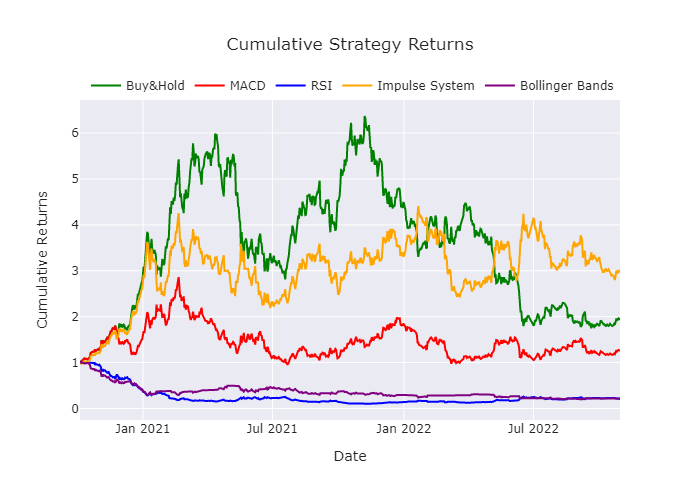 Cumulative Strategy Returns
Buy&Hold MACD RSI Impulse System Bollinger Bands
Cumulative Returns
6
5
4
3
2
1
0
Jan 2021 Jul 2021 Jan 2022 Jul 2022
Date